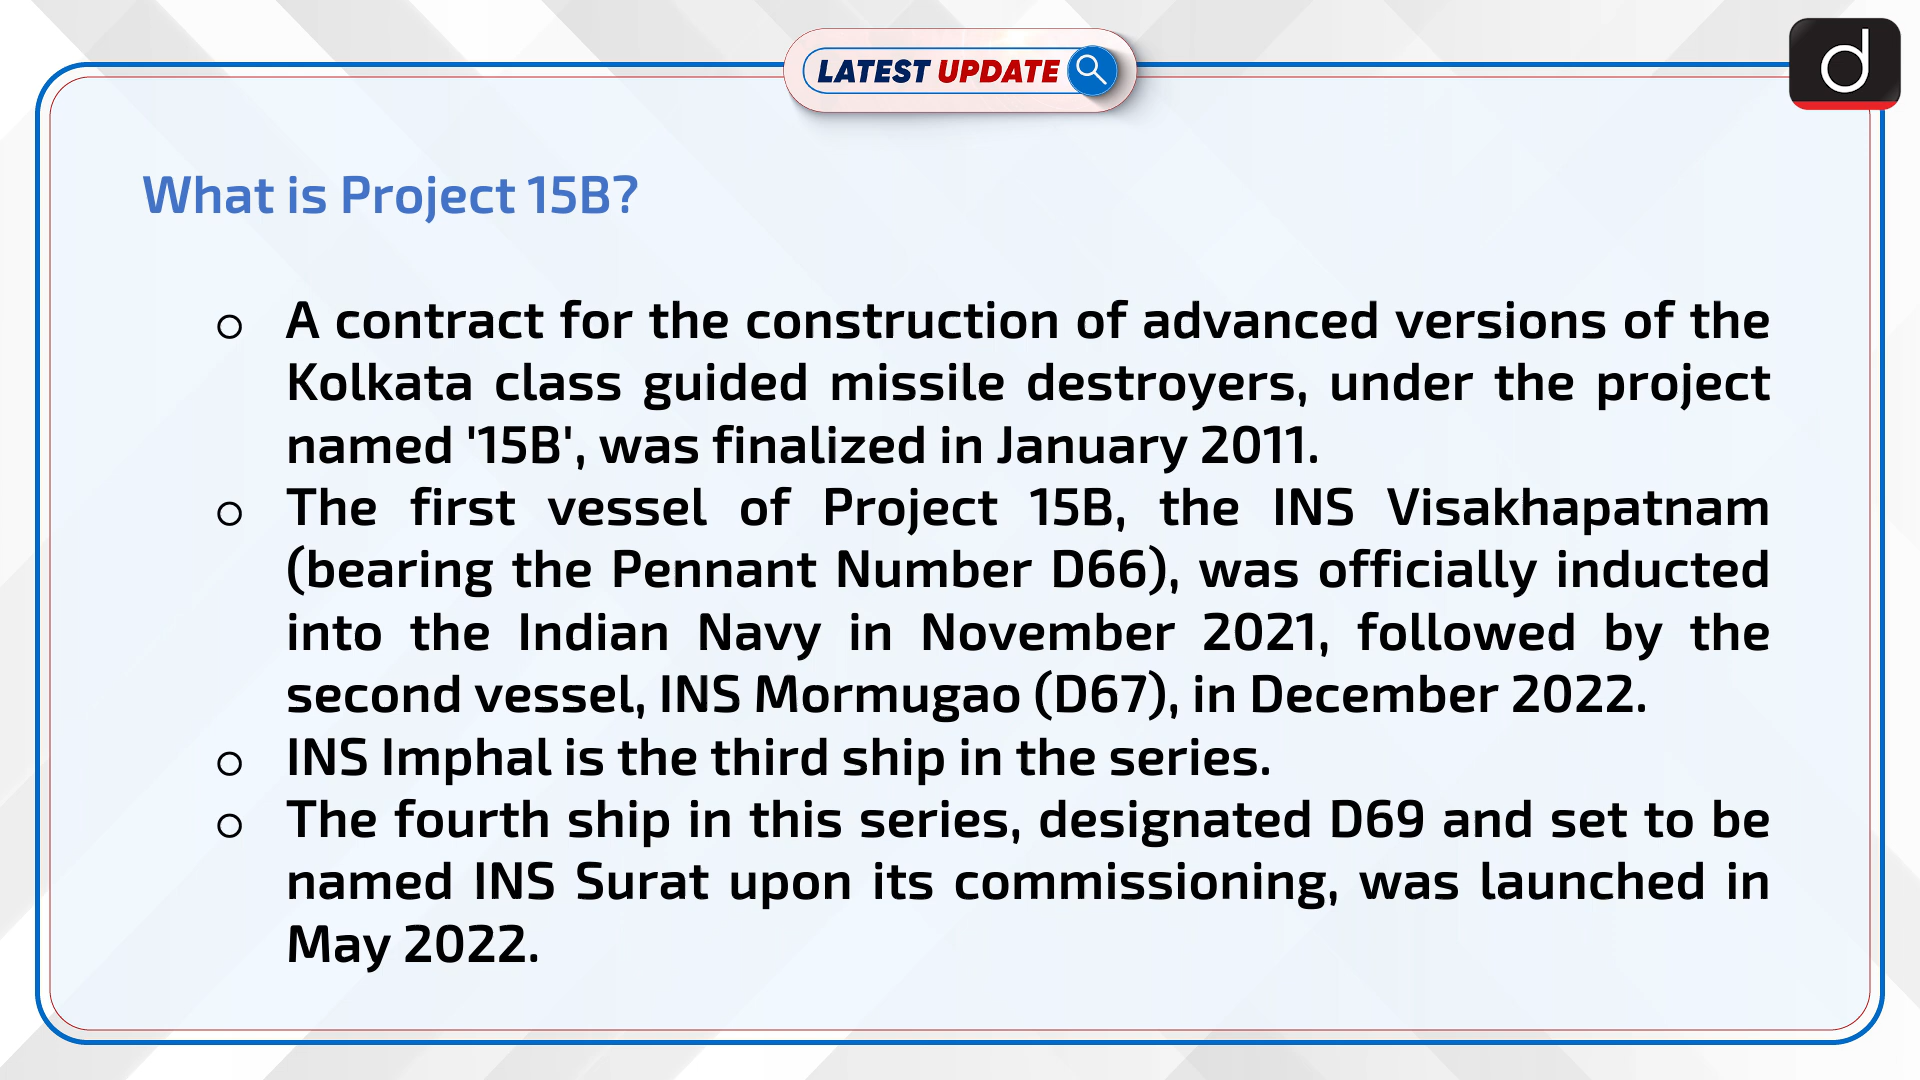 LATEST UPDATE
d
What is Project 15B?
A contract for the construction of advanced versions of the
Kolkata class guided missile destroyers, under the project
named '15B', was finalized in January 2011.
The first vessel of Project 15B, the INS Visakhapatnam
(bearing the Pennant Number D66), was officially inducted
into the Indian Navy in November 2021, followed by the
second vessel, INS Mormugao (D67), in December 2022.
INS Imphal is the third ship in the series.
The fourth ship in this series, designated D69 and set to be
named INS Surat upon its commissioning, was launched in
May 2022.